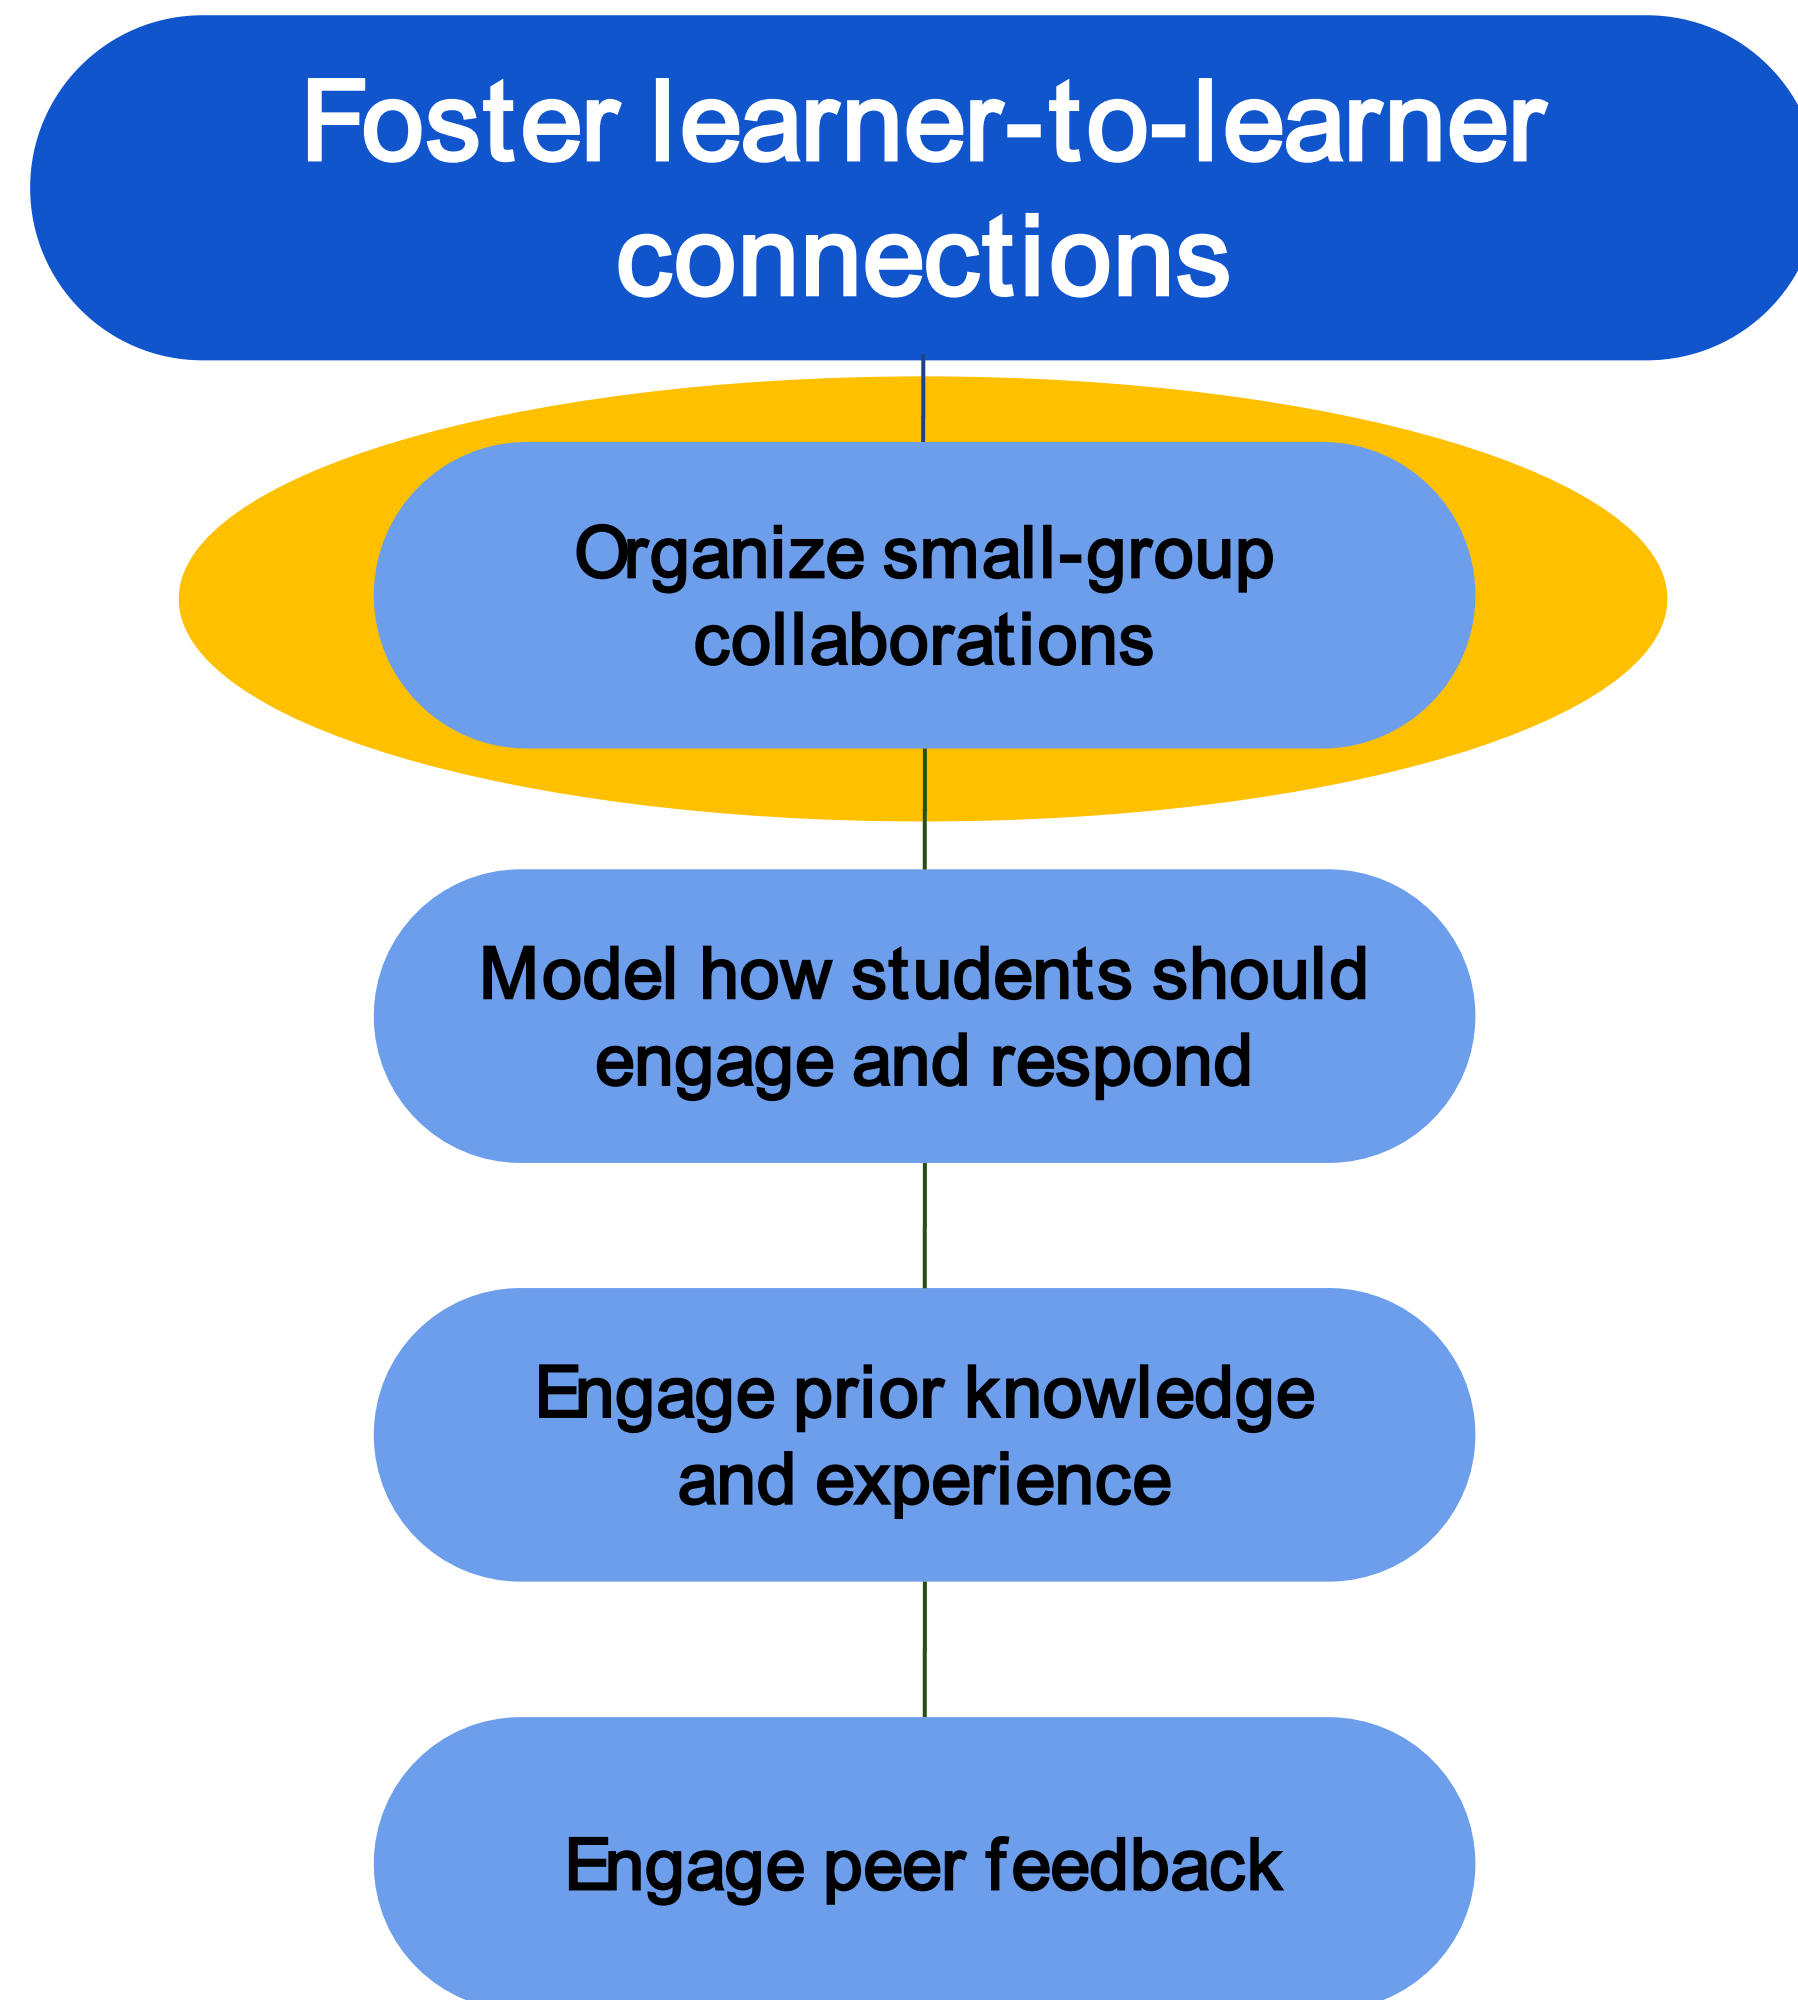 Foster learner-to-learner
connections
Organize small-group
collaborations
Model how students should
engage and respond
Engage prior knowledge
and experience
Engage peer feedback